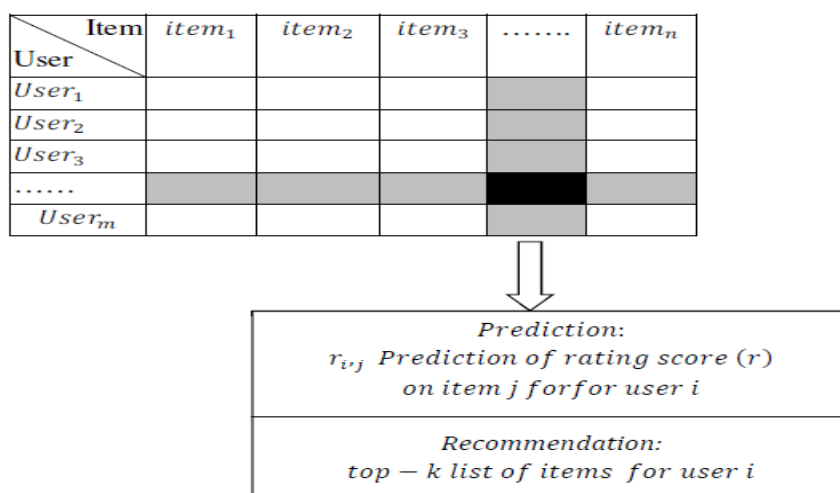 Item item₁ item₂ item₃ ....... itemₙ
User
User₁
User₂
User₃
......
Userₘ
Prediction:
rᵢ,ⱼ Prediction of rating score (r)
on item j forfor user i
Recommendation:
top − k list of items for user i